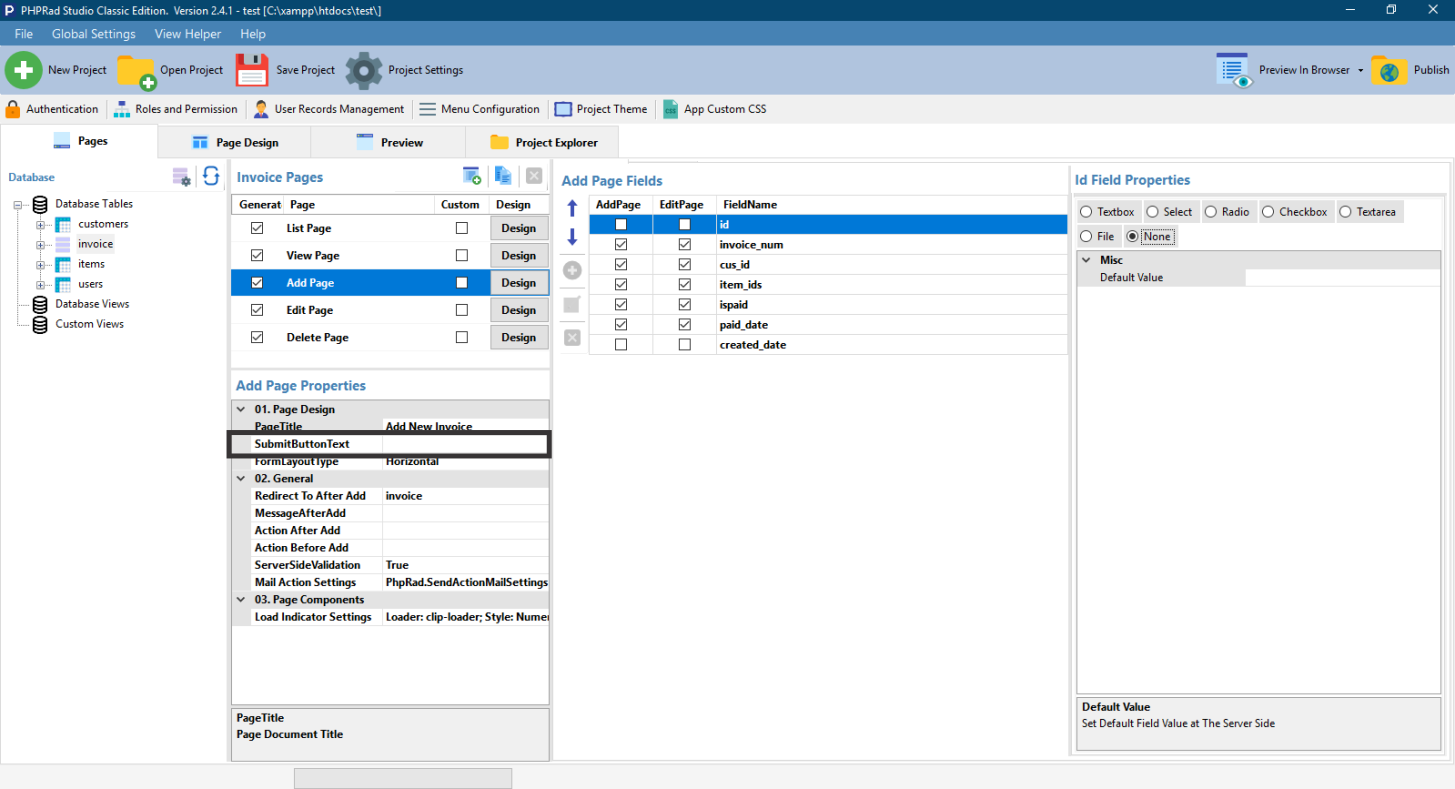 PHPRad Studio Classic Edition. Version 2.4.1 - test [C:\xampp\htdocs\test\]
File Global Settings View Helper Help
New Project Open Project Save Project Project Settings Preview In Browser Publish
Authentication Roles and Permission User Records Management Menu Configuration Project Theme App Custom CSS
Pages Page Design Preview Project Explorer
Database
Database Tables
customers
invoice
items
users
Database Views
Custom Views
Invoice Pages
Generat Page Custom Design
List Page Design
View Page Design
Add Page Design
Edit Page Design
Delete Page Design
Add Page Properties
01. Page Design
PageTitle Add New Invoice
SubmitButtonText
FormLayoutType Horizontal
02. General
Redirect To After Add invoice
MessageAfterAdd
Action After Add
Action Before Add
ServerSideValidation True
Mail Action Settings PhpRad.SendActionMailSettings
03. Page Components
Load Indicator Settings Loader: clip-loader; Style: Numer
PageTitle
Page Document Title
Add Page Fields
AddPage EditPage FieldName
id
invoice_num
cus_id
item_ids
ispaid
paid_date
created_date
Id Field Properties
Textbox Select Radio Checkbox Textarea
File None
Misc
Default Value
Default Value
Set Default Field Value at The Server Side